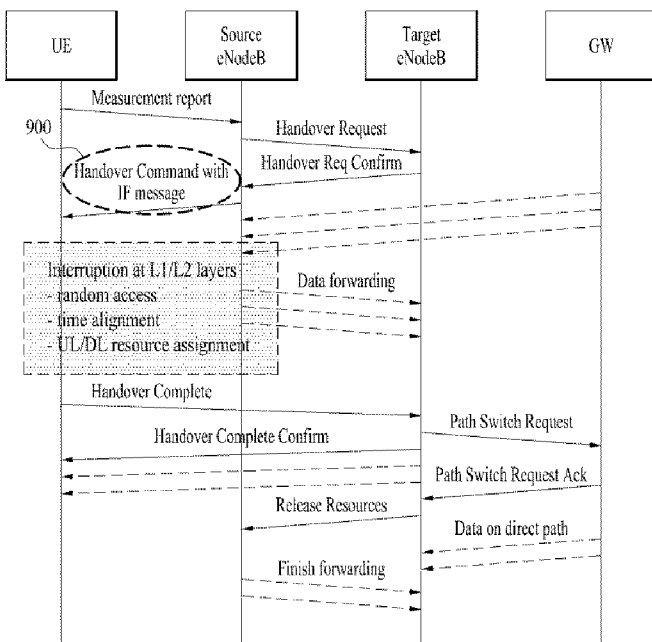 UE
Source
eNodeB
Target
eNodeB
GW
Measurement report
900
Handover Request
Handover Command with
IF message
Handover Req Confirm
Interruption at L1/L2 layers
- random access
- time alignment
- UL/DL resource assignment
Data forwarding
Handover Complete
Path Switch Request
Handover Complete Confirm
Path Switch Request Ack
Release Resources
Data on direct path
Finish forwarding